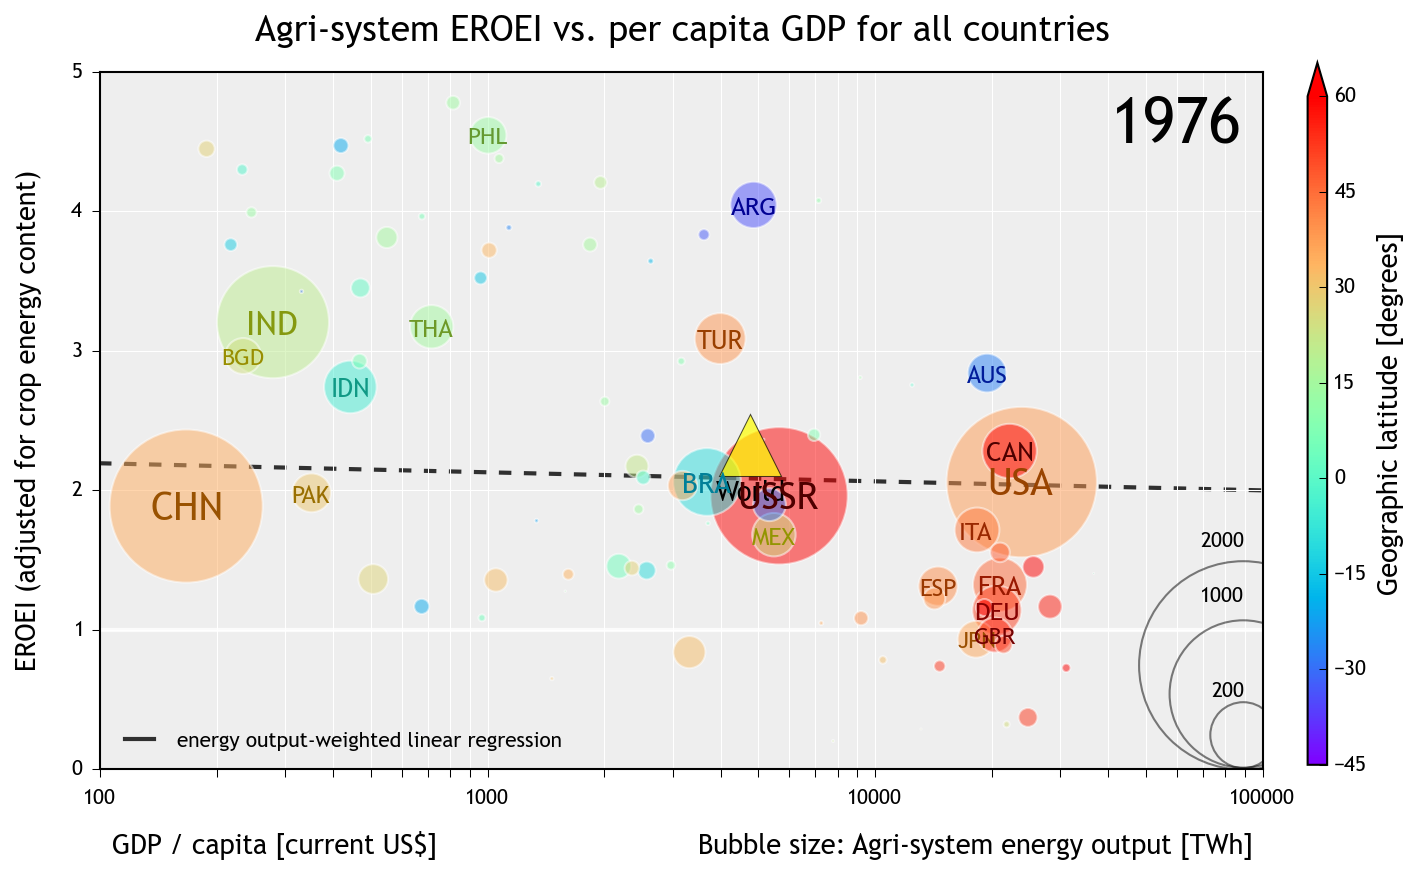 Agri-system EROEI vs. per capita GDP for all countries
1976
EROEI (adjusted for crop energy content)
5
4
3
2
1
0
PHL
ARG
IND
THA
TUR
BGD
IDN
AUS
CHN
PAK
BRA
World
USSR
MEX
CAN
USA
ITA
ESP
FRA
DEU
GBR
JPN
2000
1000
200
energy output-weighted linear regression
100
1000
10000
100000
GDP / capita [current US$]
Bubble size: Agri-system energy output [TWh]
60
45
30
15
0
−15
−30
−45
Geographic latitude [degrees]